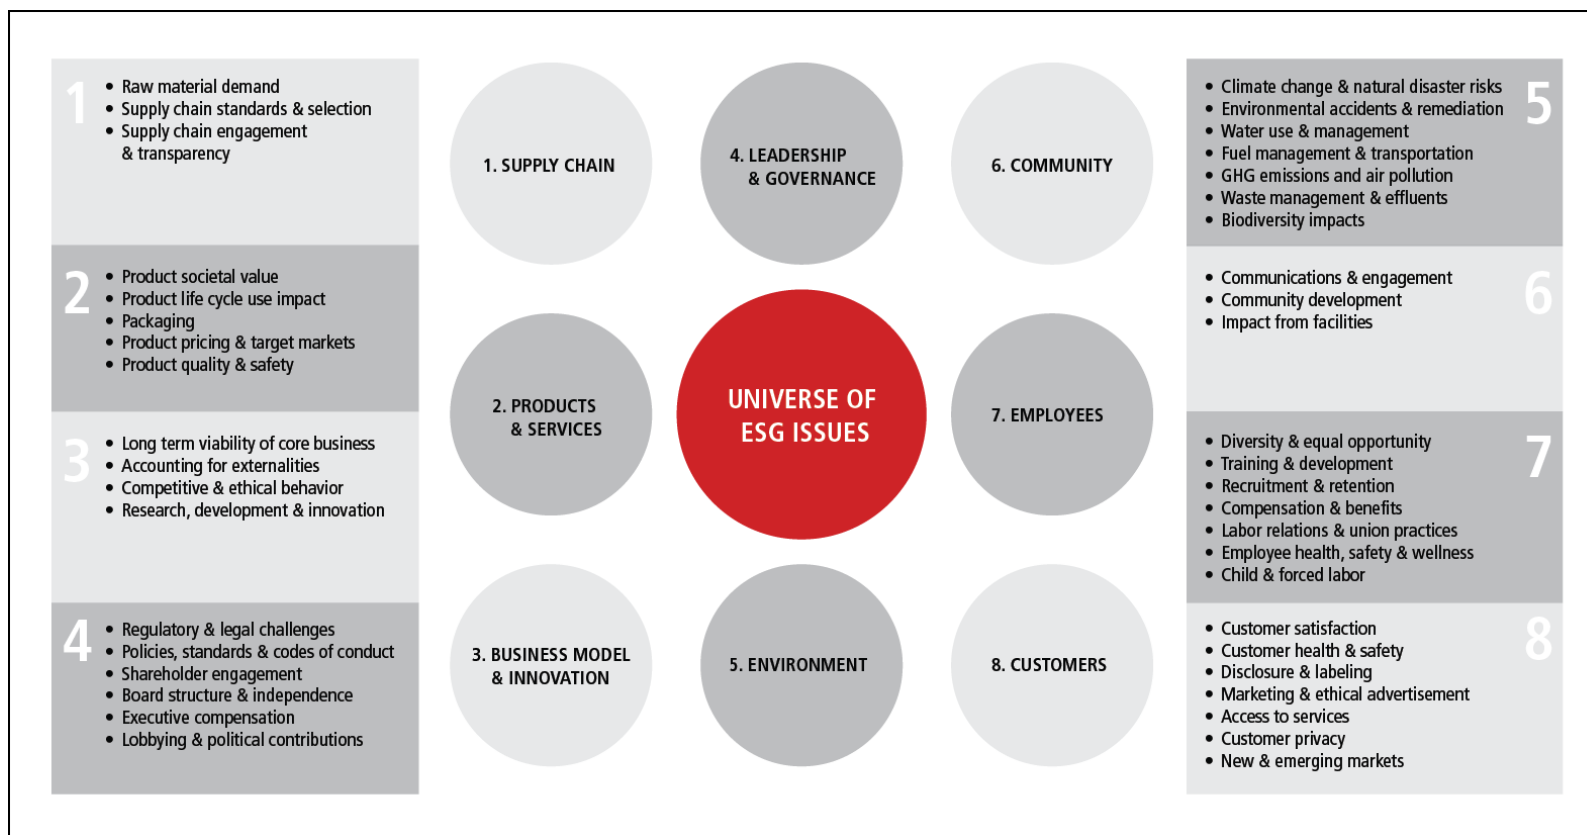 1
• Raw material demand
• Supply chain standards & selection
• Supply chain engagement
& transparency
2
• Product societal value
• Product life cycle use impact
• Packaging
• Product pricing & target markets
• Product quality & safety
3
• Long term viability of core business
• Accounting for externalities
• Competitive & ethical behavior
• Research, development & innovation
4
• Regulatory & legal challenges
• Policies, standards & codes of conduct
• Shareholder engagement
• Board structure & independence
• Executive compensation
• Lobbying & political contributions
1. SUPPLY CHAIN
2. PRODUCTS
& SERVICES
3. BUSINESS MODEL
& INNOVATION
4. LEADERSHIP
& GOVERNANCE
UNIVERSE OF
ESG ISSUES
5. ENVIRONMENT
6. COMMUNITY
7. EMPLOYEES
8. CUSTOMERS
5
• Climate change & natural disaster risks
• Environmental accidents & remediation
• Water use & management
• Fuel management & transportation
• GHG emissions and air pollution
• Waste management & effluents
• Biodiversity impacts
6
• Communications & engagement
• Community development
• Impact from facilities
7
• Diversity & equal opportunity
• Training & development
• Recruitment & retention
• Compensation & benefits
• Labor relations & union practices
• Employee health, safety & wellness
• Child & forced labor
8
• Customer satisfaction
• Customer health & safety
• Disclosure & labeling
• Marketing & ethical advertisement
• Access to services
• Customer privacy
• New & emerging markets